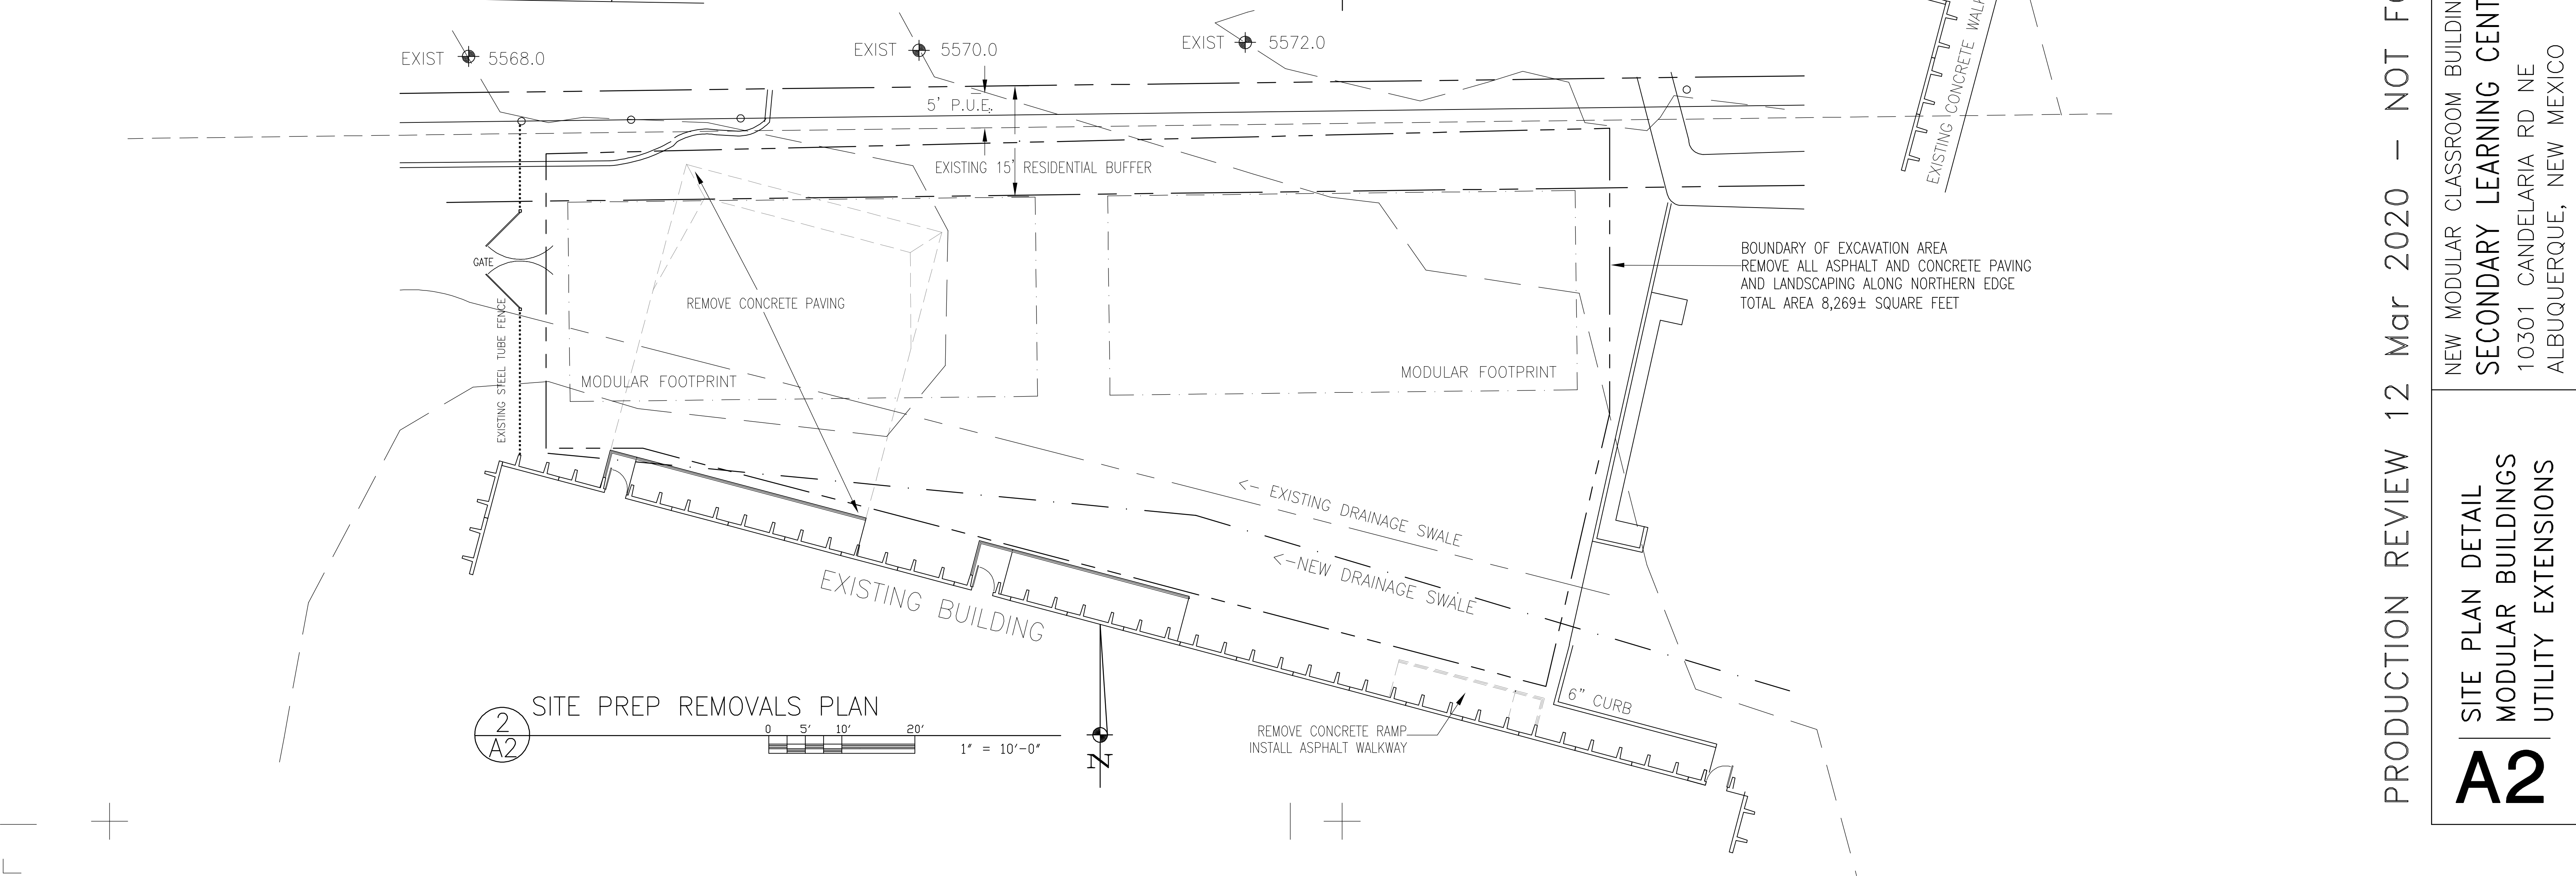 EXIST 5568.0
EXIST 5570.0
EXIST 5572.0
5' P.U.E.
EXISTING 15' RESIDENTIAL BUFFER
EXISTING CONCRETE
GATE
EXISTING STEEL TUBE FENCE
REMOVE CONCRETE PAVING
MODULAR FOOTPRINT
MODULAR FOOTPRINT
BOUNDARY OF EXCAVATION AREA
REMOVE ALL ASPHALT AND CONCRETE PAVING
AND LANDSCAPING ALONG NORTHERN EDGE
TOTAL AREA 8,269± SQUARE FEET
<- EXISTING DRAINAGE SWALE
<-NEW DRAINAGE SWALE
EXISTING BUILDING
6" CURB
REMOVE CONCRETE RAMP
INSTALL ASPHALT WALKWAY
2
A2
SITE PREP REMOVALS PLAN
0 5' 10' 20'
1" = 10'-0"
N
PRODUCTION REVIEW 12 Mar 2020 - NOT
NEW MODULAR CLASSROOM
SECONDARY LEARNING
10301 CANDELARIA RD NE
ALBUQUERQUE, NEW MEXICO
SITE PLAN DETAIL
MODULAR BUILDINGS
UTILITY EXTENSIONS
A2